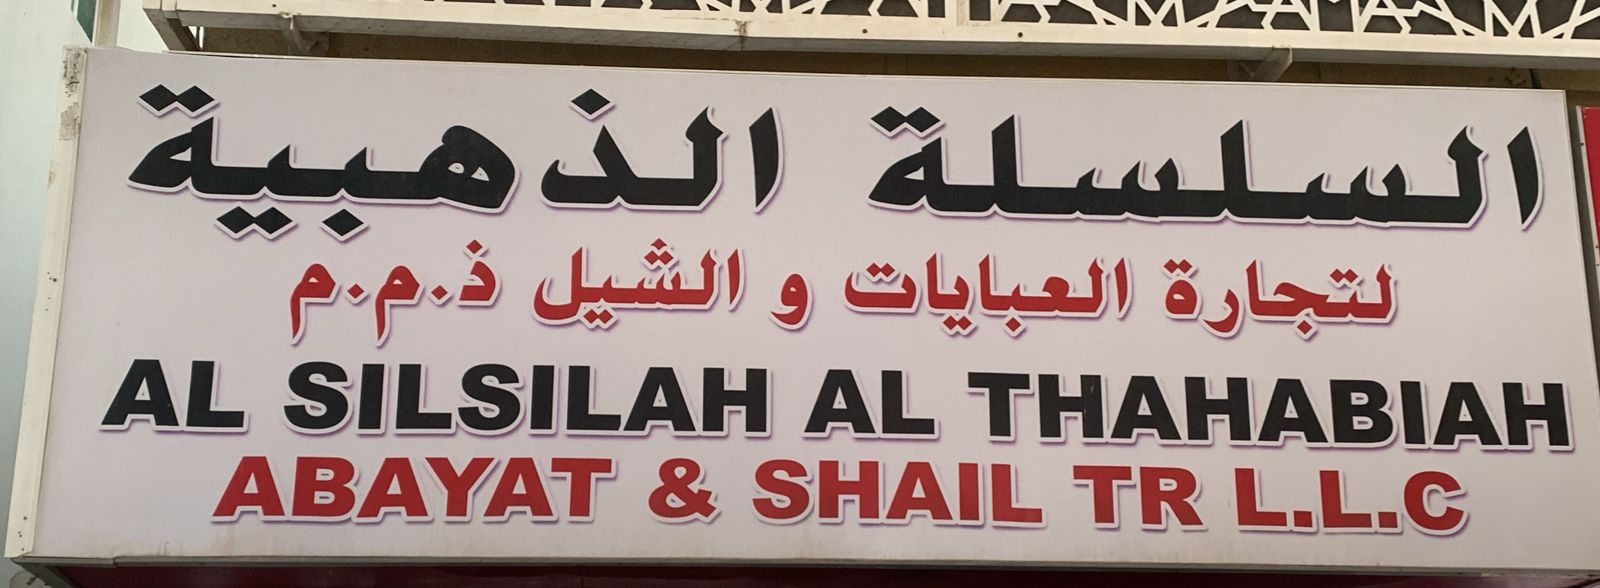 السلسلة الذهبية
لتجارة العبايات و الشيل ذ.م.م
AL SILSILAH AL THAHABIAH
ABAYAT & SHAIL TR L.L.C